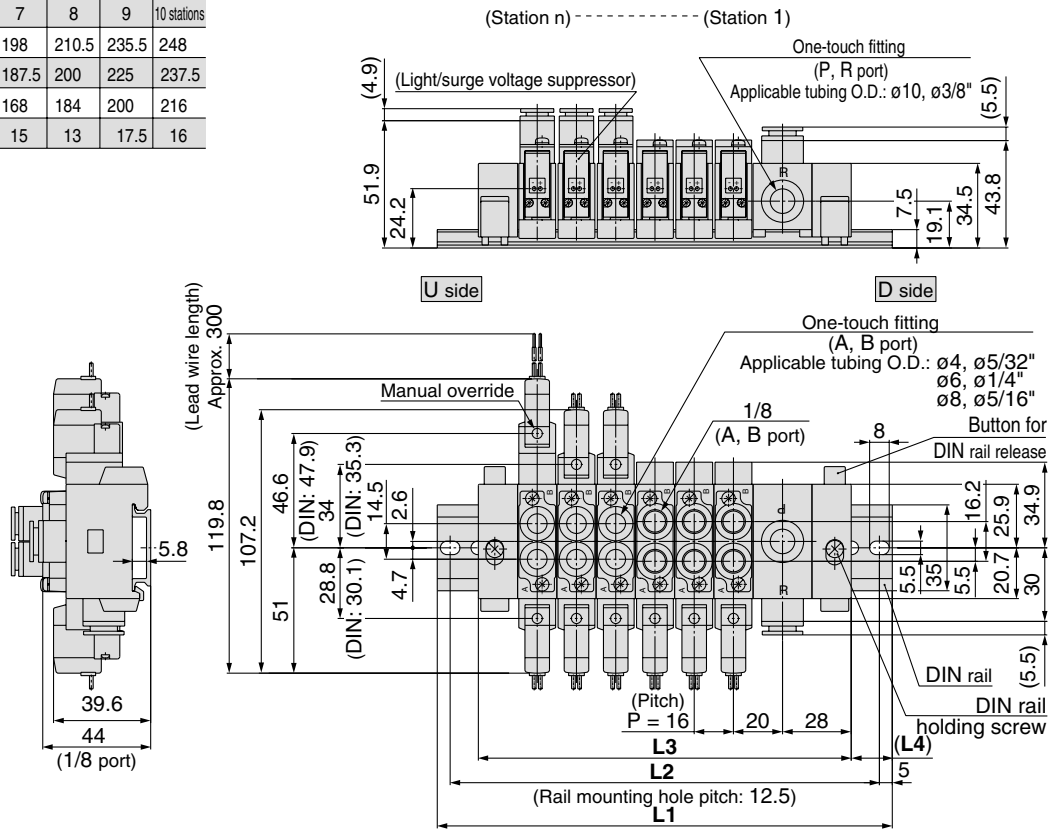 7 8 9 10 stations
198 210.5 235.5 248
187.5 200 225 237.5
168 184 200 216
15 13 17.5 16
(Station n) (Station 1)
(4.9)
51.9
24.2
(Light/surge voltage suppressor)
One-touch fitting
(P, R port)
Applicable tubing O.D.: ø10, ø3/8"
(5.5)
R
7.5
19.1
34.5
43.8
U side
D side
(Lead wire length)
Approx. 300
One-touch fitting
(A, B port)
Applicable tubing O.D.: ø4, ø5/32"
ø6, ø1/4"
ø8, ø5/16"
Manual override
1/8
(A, B port)
8
Button for
DIN rail release
119.8
107.2
46.6
(DIN: 47.9)
34
(DIN: 35.3)
14.5
2.6
51
28.8
(DIN: 30.1)
4.7
B B B B B B
A A A A A A
P
R
16.2
25.9
34.9
5.5
35
5.5
20.7
30
(5.5)
5.8
39.6
44
(1/8 port)
DIN rail
DIN rail
holding screw
(Pitch)
P = 16 20 28
L3 (L4)
L2 5
(Rail mounting hole pitch: 12.5)
L1